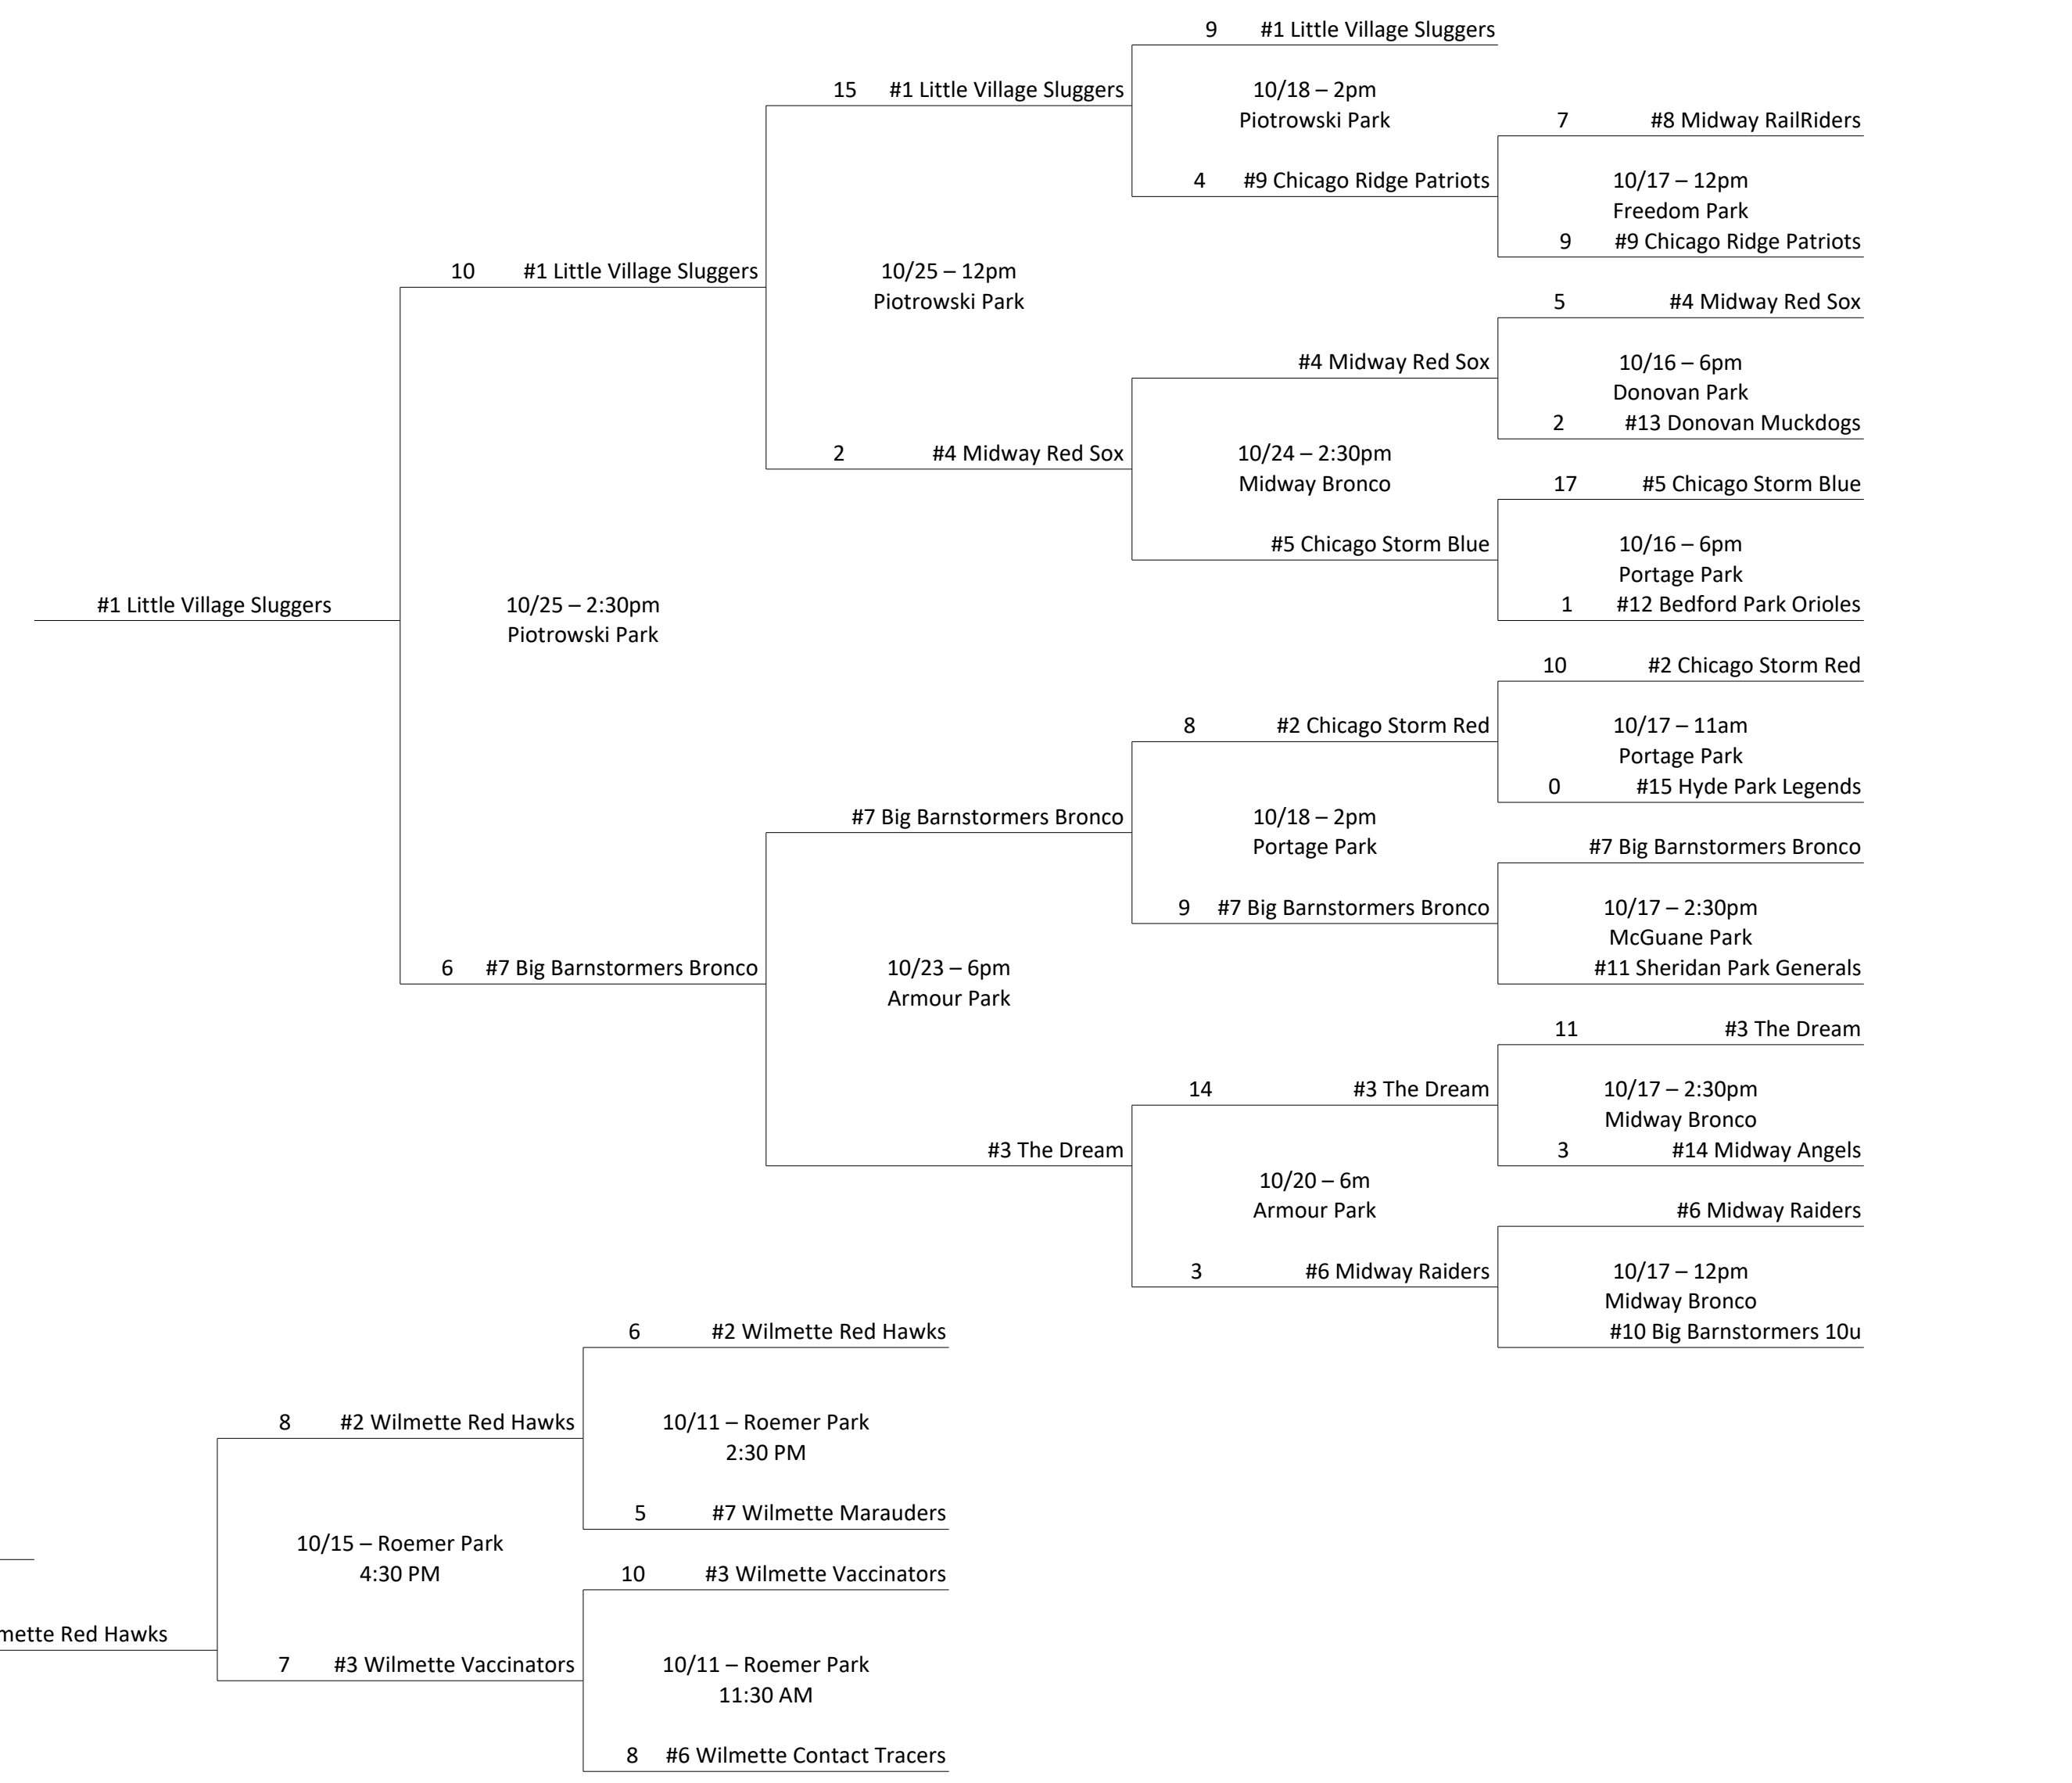 9 #1 Little Village Sluggers
15 #1 Little Village Sluggers
10/18 – 2pm
Piotrowski Park
7 #8 Midway RailRiders
4 #9 Chicago Ridge Patriots
10/17 – 12pm
Freedom Park
9 #9 Chicago Ridge Patriots
10 #1 Little Village Sluggers
10/25 – 12pm
Piotrowski Park
5 #4 Midway Red Sox
#4 Midway Red Sox
10/16 – 6pm
Donovan Park
2 #13 Donovan Muckdogs
2 #4 Midway Red Sox
10/24 – 2:30pm
Midway Bronco
17 #5 Chicago Storm Blue
#5 Chicago Storm Blue
10/16 – 6pm
Portage Park
1 #12 Bedford Park Orioles
#1 Little Village Sluggers
10/25 – 2:30pm
Piotrowski Park
10 #2 Chicago Storm Red
8 #2 Chicago Storm Red
10/17 – 11am
Portage Park
0 #15 Hyde Park Legends
#7 Big Barnstormers Bronco
10/18 – 2pm
Portage Park
#7 Big Barnstormers Bronco
9 #7 Big Barnstormers Bronco
10/17 – 2:30pm
McGuane Park
#11 Sheridan Park Generals
6 #7 Big Barnstormers Bronco
10/23 – 6pm
Armour Park
11 #3 The Dream
14 #3 The Dream
10/17 – 2:30pm
Midway Bronco
3 #14 Midway Angels
#3 The Dream
10/20 – 6m
Armour Park
#6 Midway Raiders
3 #6 Midway Raiders
10/17 – 12pm
Midway Bronco
#10 Big Barnstormers 10u
6 #2 Wilmette Red Hawks
8 #2 Wilmette Red Hawks
10/11 – Roemer Park
2:30 PM
5 #7 Wilmette Marauders
10/15 – Roemer Park
4:30 PM
10 #3 Wilmette Vaccinators
mette Red Hawks
7 #3 Wilmette Vaccinators
10/11 – Roemer Park
11:30 AM
8 #6 Wilmette Contact Tracers